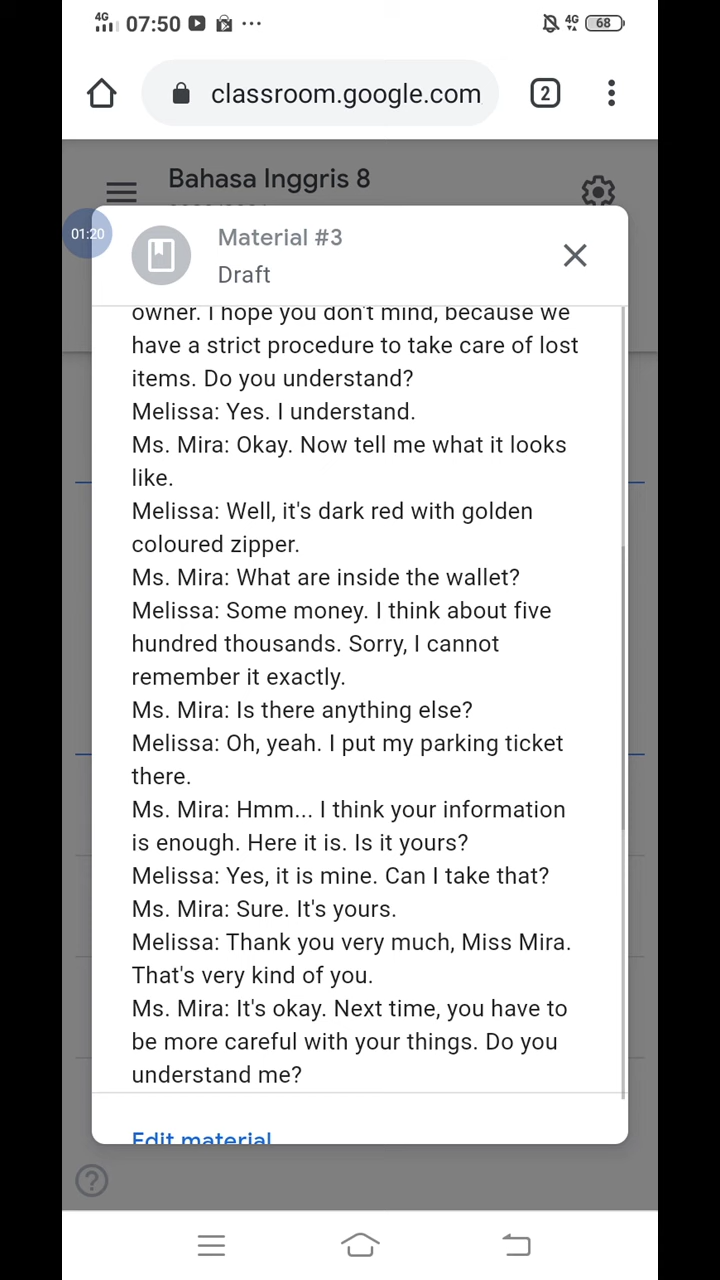 4G 07:50 ... 4G 68
classroom.google.com 2
Bahasa Inggris 8
01:20
Material #3
Draft
owner. I hope you don't mind, because we
have a strict procedure to take care of lost
items. Do you understand?
Melissa: Yes. I understand.
Ms. Mira: Okay. Now tell me what it looks
like.
Melissa: Well, it's dark red with golden
coloured zipper.
Ms. Mira: What are inside the wallet?
Melissa: Some money. I think about five
hundred thousands. Sorry, I cannot
remember it exactly.
Ms. Mira: Is there anything else?
Melissa: Oh, yeah. I put my parking ticket
there.
Ms. Mira: Hmm... I think your information
is enough. Here it is. Is it yours?
Melissa: Yes, it is mine. Can I take that?
Ms. Mira: Sure. It's yours.
Melissa: Thank you very much, Miss Mira.
That's very kind of you.
Ms. Mira: It's okay. Next time, you have to
be more careful with your things. Do you
understand me?
Edit material